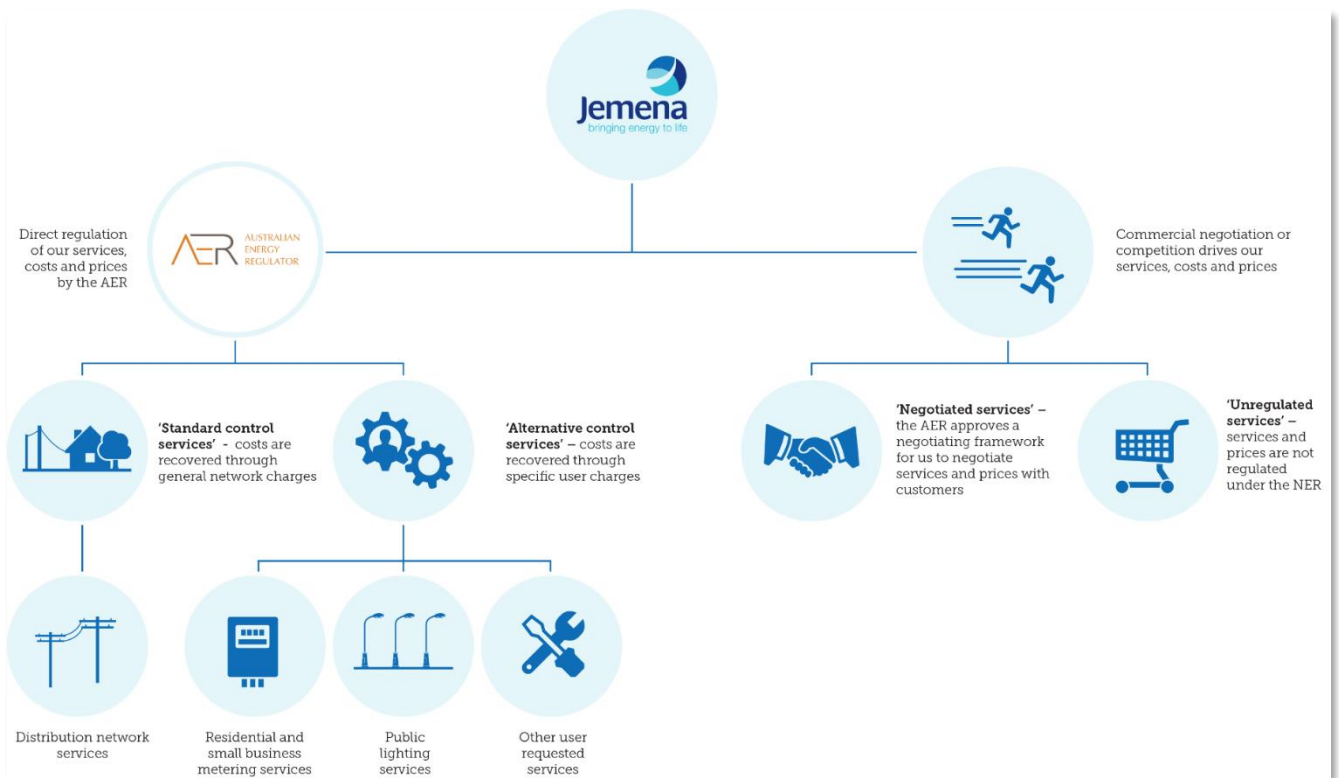 Jemena
bringing energy to life
Direct regulation
of our services,
costs and prices
by the AER
AER
AUSTRALIAN
ENERGY
REGULATOR
Commercial negotiation or
competition drives our
services, costs and prices
'Standard control
services' - costs are
recovered through
general network charges
'Alternative control
services' – costs are
recovered through
specific user charges
'Negotiated services' –
the AER approves a
negotiating framework
for us to negotiate
services and prices with
customers
'Unregulated
services' –
services and
prices are not
regulated
under the NER
Distribution network
services
Residential and
small business
metering services
Public
lighting
services
Other user
requested
services